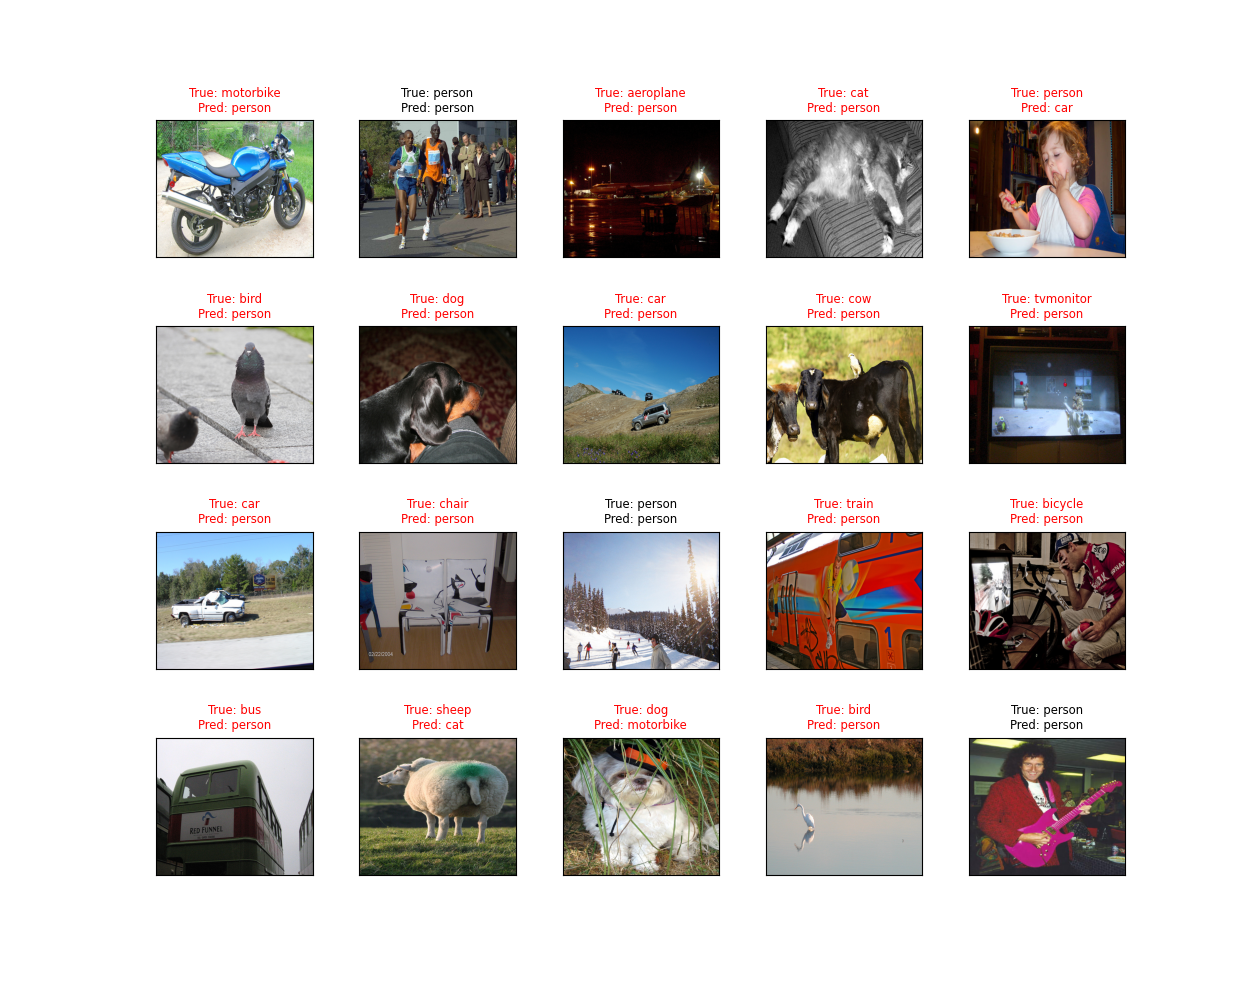 True: motorbike
Pred: person
True: person
Pred: person
True: aeroplane
Pred: person
True: cat
Pred: person
True: person
Pred: car
True: bird
Pred: person
True: dog
Pred: person
True: car
Pred: person
True: cow
Pred: person
True: tvmonitor
Pred: person
True: car
Pred: person
True: chair
Pred: person
True: person
Pred: person
True: train
Pred: person
True: bicycle
Pred: person
1
1
True: bus
Pred: person
True: sheep
Pred: cat
True: dog
Pred: motorbike
True: bird
Pred: person
True: person
Pred: person
RED FUNNEL